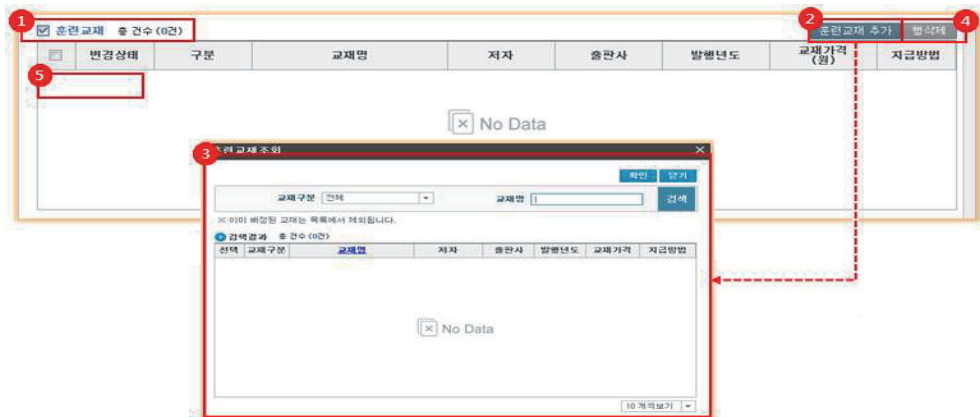 1 훈련교재 총 건수 (0건) 2 훈련교재 추가 행삭제 4
변경상태 구분 교재명 저자 출판사 발행년도 교재가격 (원) 지급방법
5
No Data
3 훈련교재조회
확인 닫기
교재구분 전체 교재명 검색
※ 이미 배정된 교재는 목록에서 제외됩니다.
검색결과 총 건수 (0건)
선택 교재구분 교재명 저자 출판사 발행년도 교재가격 지급방법
No Data
10 개씩보기